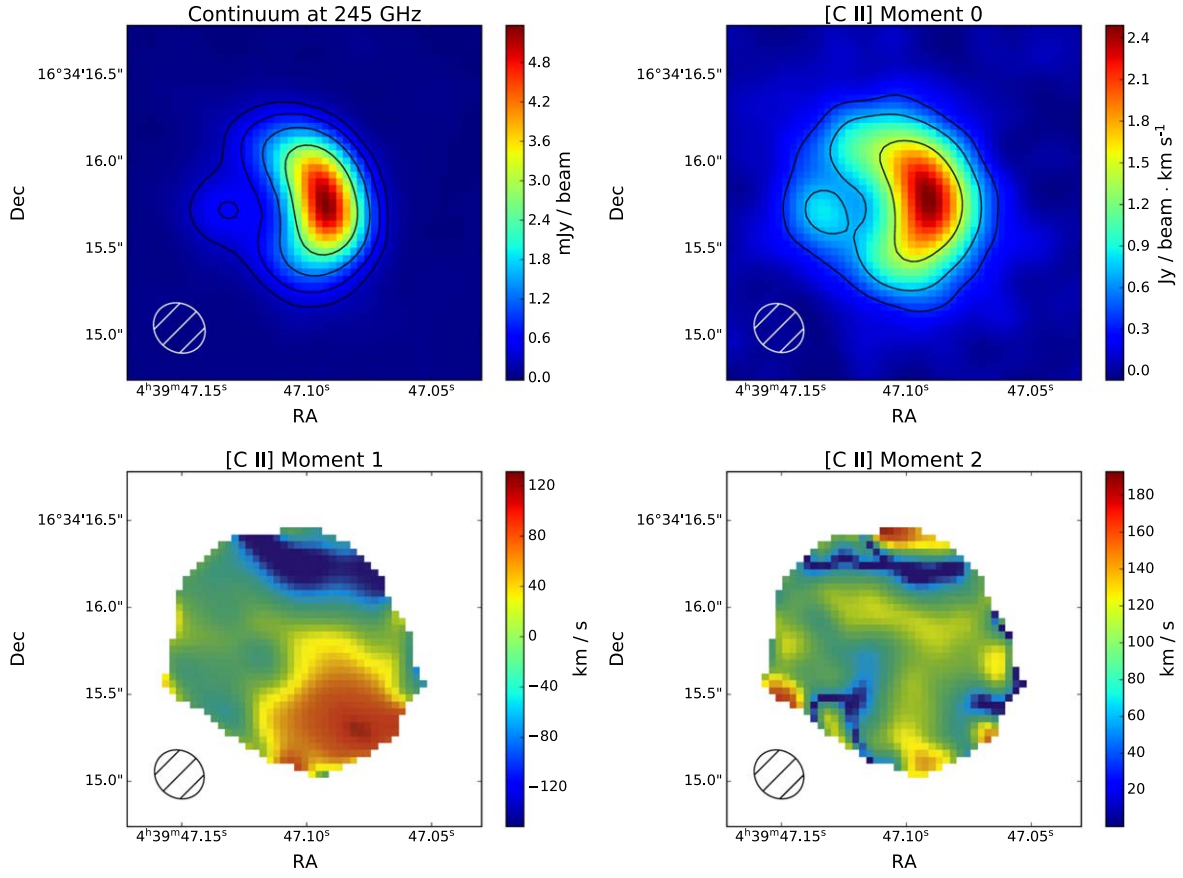 Continuum at 245 GHz
16°34'16.5"
16.0"
15.5"
15.0"
Dec
4ʰ39ᵐ47.15ˢ
47.10ˢ
47.05ˢ
RA
4.8
4.2
3.6
3.0
2.4
1.8
1.2
0.6
0.0
mJy / beam
[C II] Moment 0
16°34'16.5"
16.0"
15.5"
15.0"
Dec
4ʰ39ᵐ47.15ˢ
47.10ˢ
47.05ˢ
RA
2.4
2.1
1.8
1.5
1.2
0.9
0.6
0.3
0.0
Jy / beam · km s⁻¹
[C II] Moment 1
16°34'16.5"
16.0"
15.5"
15.0"
Dec
4ʰ39ᵐ47.15ˢ
47.10ˢ
47.05ˢ
RA
120
80
40
0
−40
−80
−120
km / s
[C II] Moment 2
16°34'16.5"
16.0"
15.5"
15.0"
Dec
4ʰ39ᵐ47.15ˢ
47.10ˢ
47.05ˢ
RA
180
160
140
120
100
80
60
40
20
km / s